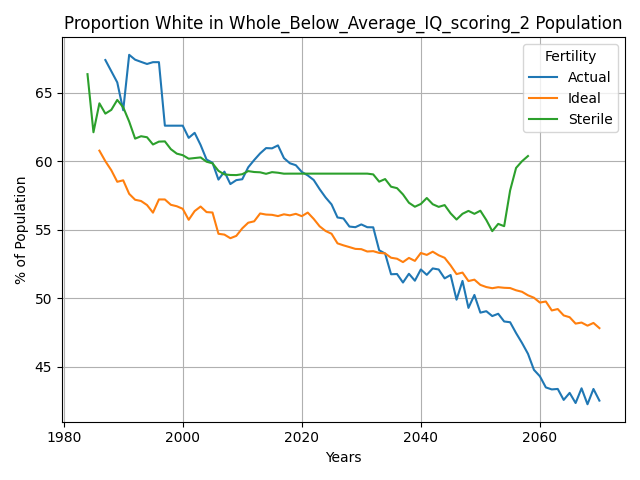 Proportion White in Whole_Below_Average_IQ_scoring_2 Population
Fertility
Actual
Ideal
Sterile
% of Population
65
60
55
50
45
1980
2000
2020
2040
2060
Years